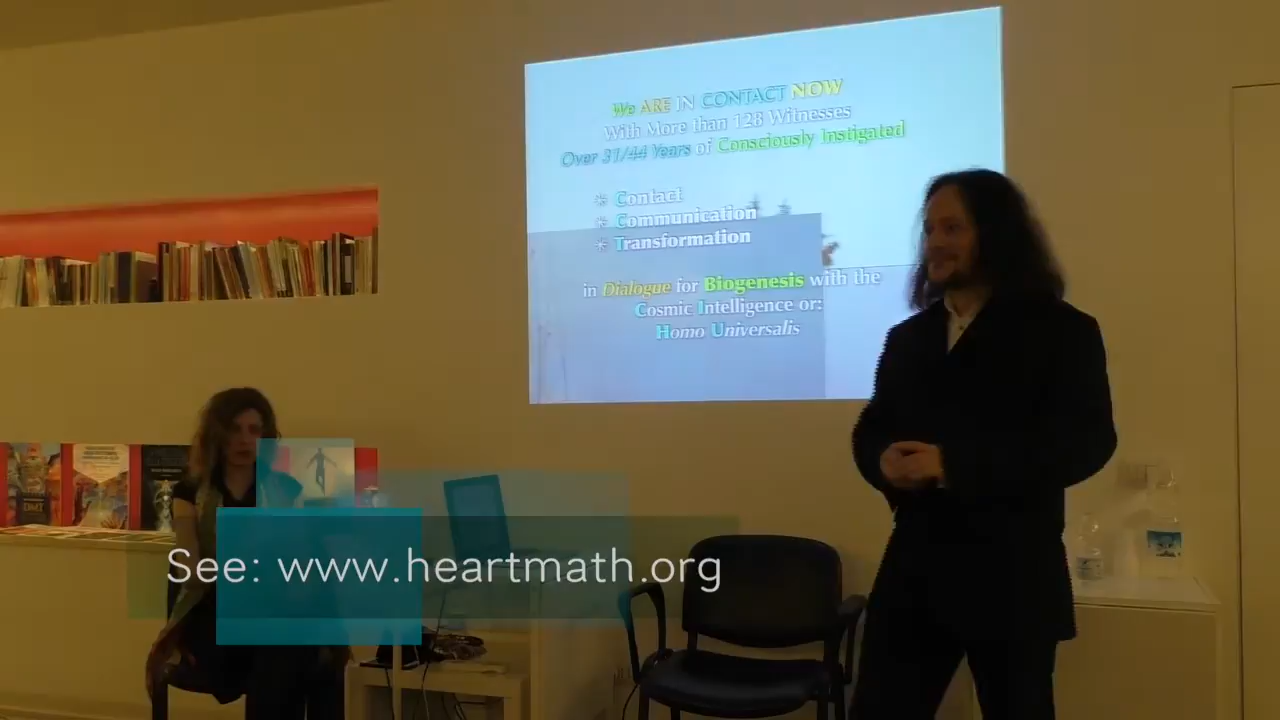 We ARE IN CONTACT NOW
With More than 128 Witnesses
Over 31/44 Years of Consciously Instigated
✳ Contact
✳ Communication
✳ Transformation
in Dialogue for Biogenesis with the
Cosmic Intelligence or:
Homo Universalis
DMT
See: www.heartmath.org